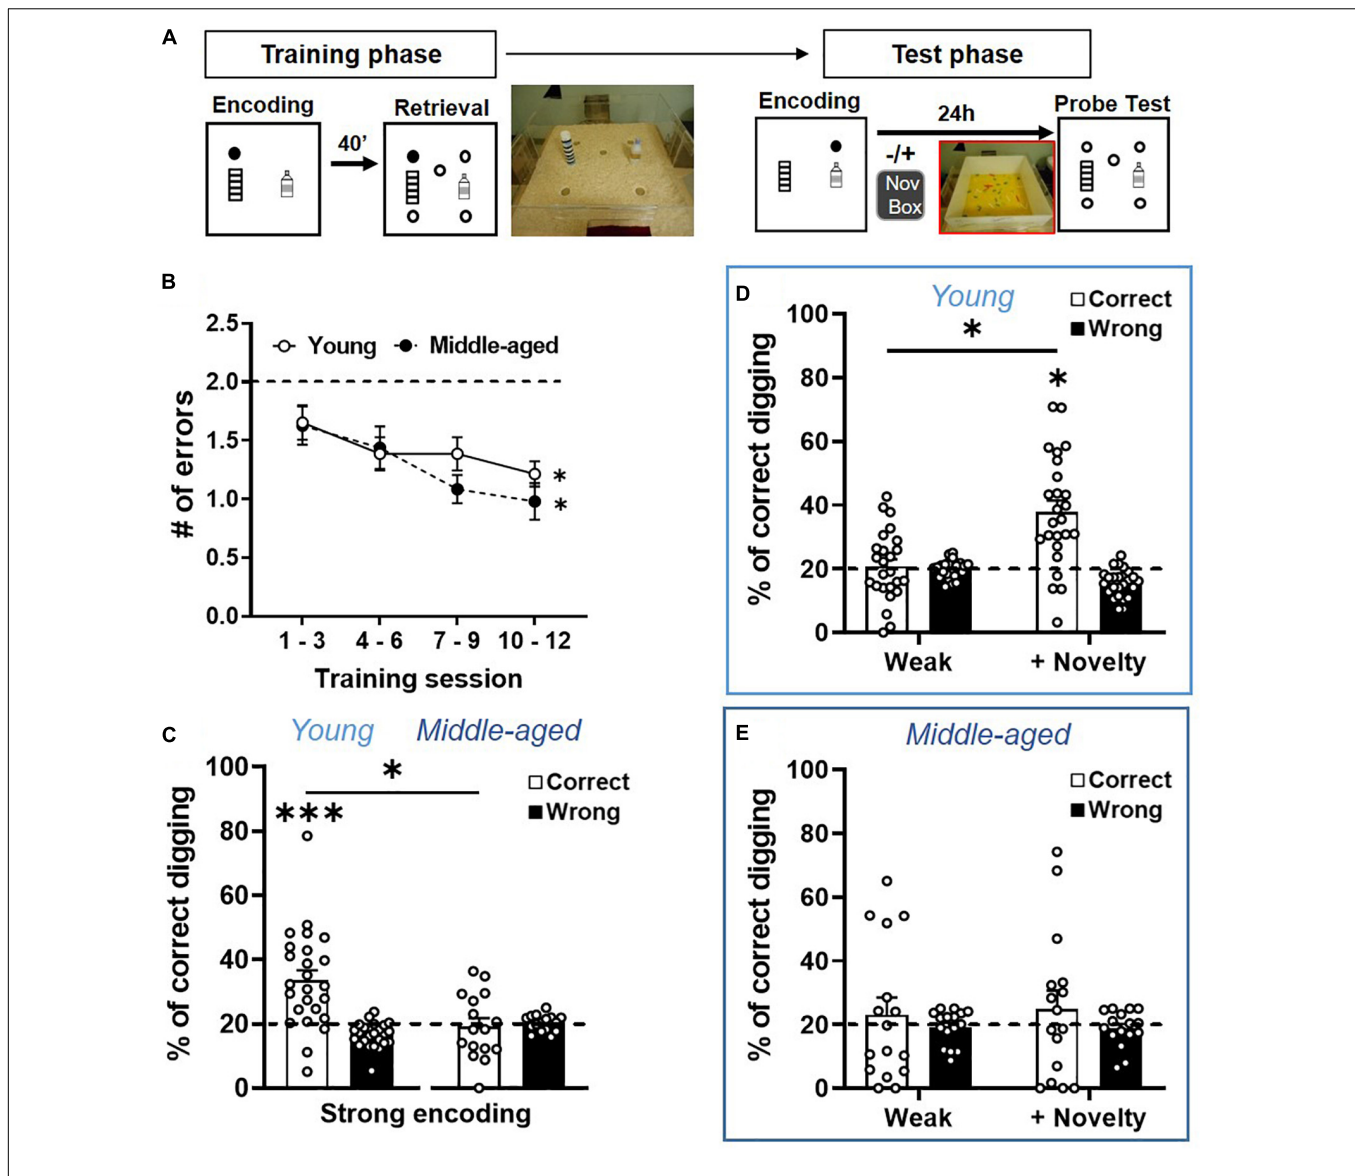 A
Training phase
Test phase
Encoding
Retrieval
40’
Encoding
24h
Probe Test
-/+
Nov
Box
B
2.5
2.0
1.5
1.0
0.5
0.0
# of errors
Young
Middle-aged
*
*
1 - 3
4 - 6
7 - 9
10 - 12
Training session
C
Young
Middle-aged
100
80
60
40
20
0
% of correct digging
*
***
Correct
Wrong
Strong encoding
D
Young
100
80
60
40
20
0
% of correct digging
*
*
Correct
Wrong
Weak
+ Novelty
E
Middle-aged
100
80
60
40
20
0
% of correct digging
Correct
Wrong
Weak
+ Novelty